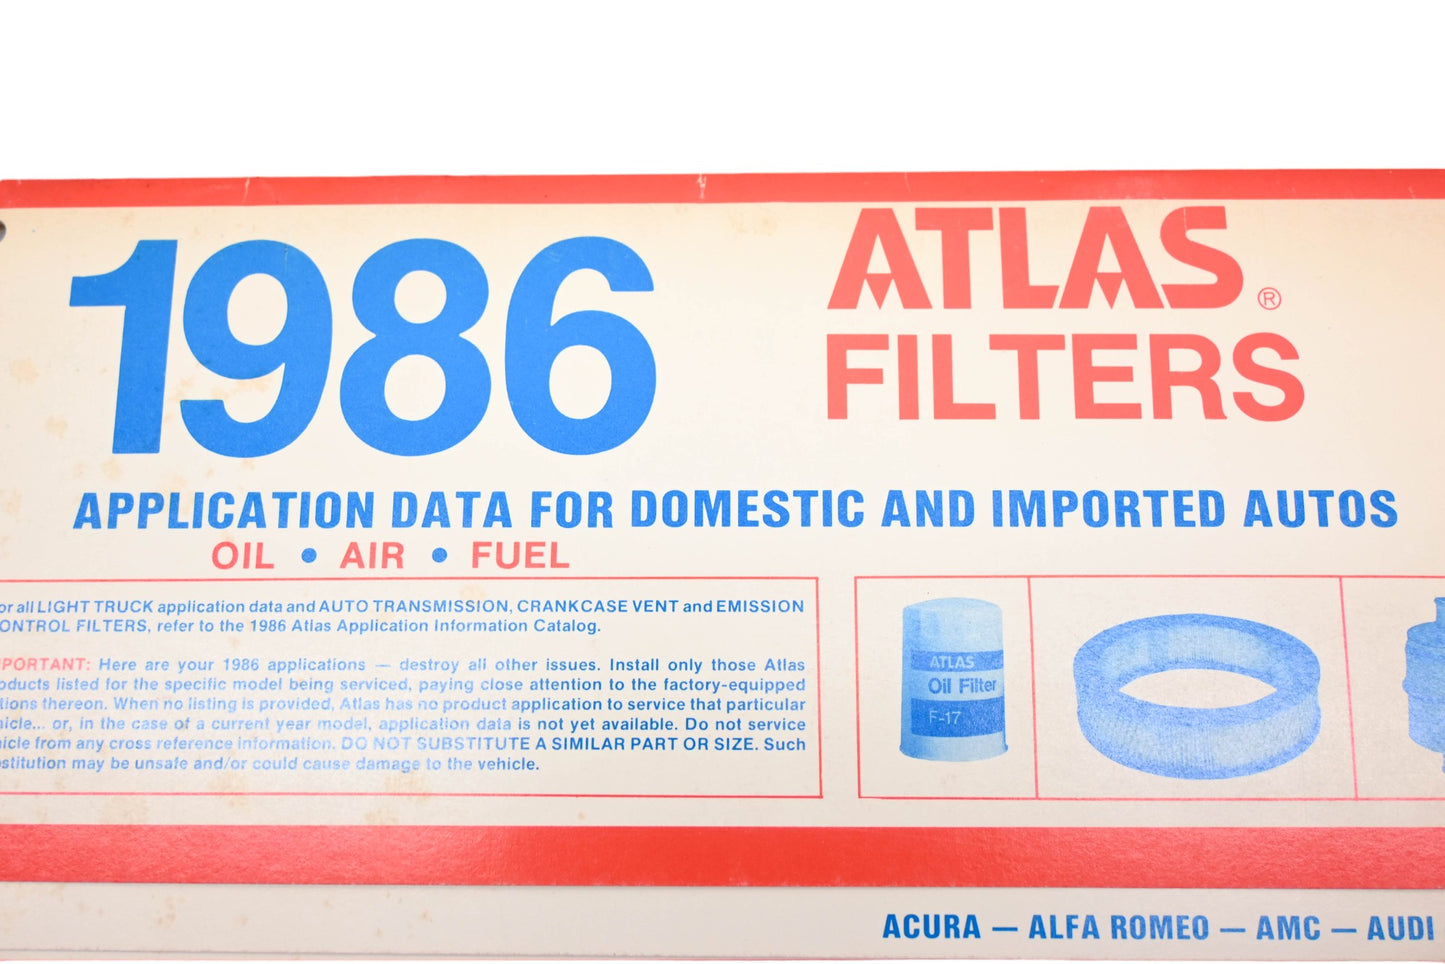 1986
ATLAS®
FILTERS
APPLICATION DATA FOR DOMESTIC AND IMPORTED AUTOS
OIL • AIR • FUEL
or all LIGHT TRUCK application data and AUTO TRANSMISSION, CRANKCASE VENT and EMISSION
ONTROL FILTERS, refer to the 1986 Atlas Application Information Catalog.
PORTANT: Here are your 1986 applications — destroy all other issues. Install only those Atlas
oducts listed for the specific model being serviced, paying close attention to the factory-equipped
tions thereon. When no listing is provided, Atlas has no product application to service that particular
hicle... or, in the case of a current year model, application data is not yet available. Do not service
hicle from any cross reference information. DO NOT SUBSTITUTE A SIMILAR PART OR SIZE. Such
stitution may be unsafe and/or could cause damage to the vehicle.
ATLAS
Oil Filter
F-17
ACURA — ALFA ROMEO — AMC — AUDI